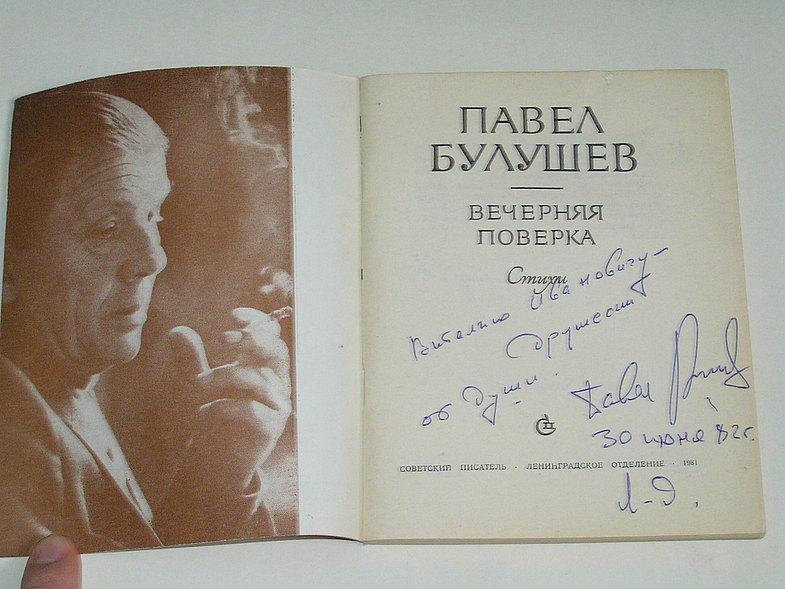 ПАВЕЛ
БУЛУШЕВ
ВЕЧЕРНЯЯ
ПОВЕРКА
Стихи
Виталию Ивановичу –
от души. Дружески
Павел
30 июня 82 г.
СОВЕТСКИЙ ПИСАТЕЛЬ · ЛЕНИНГРАДСКОЕ ОТДЕЛЕНИЕ · 1981
Л-д.